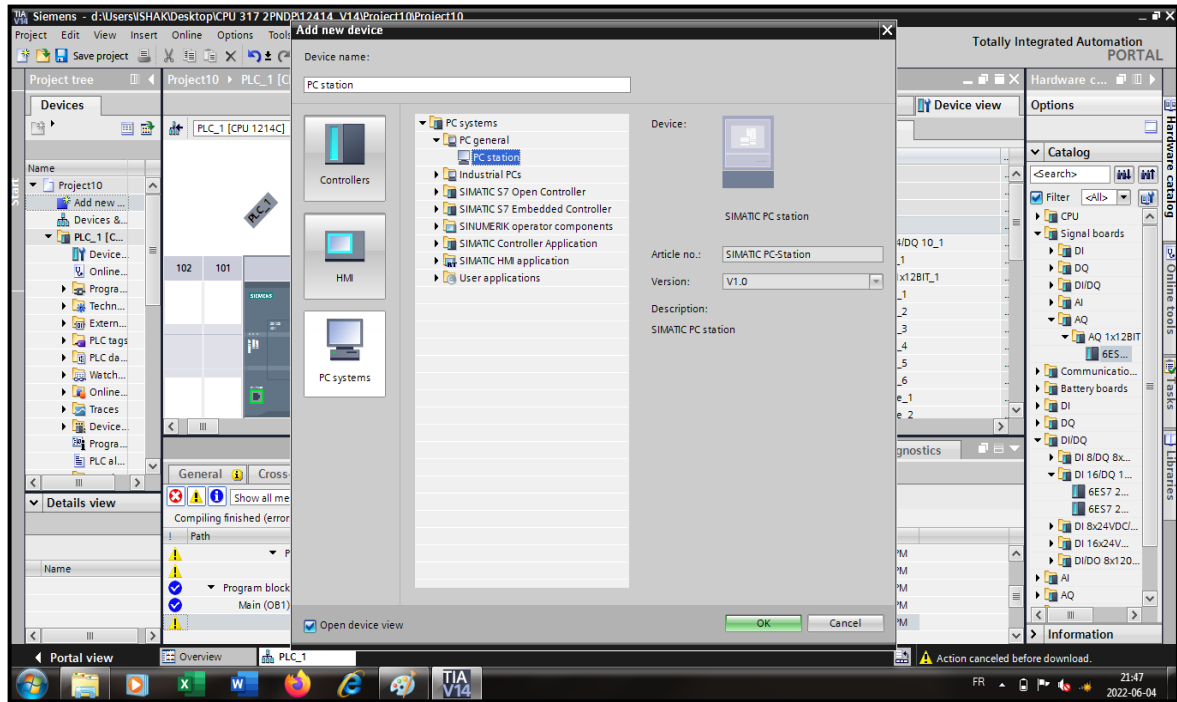 Siemens - d:\Users\ISHAK\Desktop\CPU 317 2PNDP\12414_V14\Project10\Project10
Project Edit View Insert Online Options Tools
Totally Integrated Automation
PORTAL
Save project
Add new device
Device name:
PC station
Project tree
Project10 PLC_1 [C
Hardware c...
Devices
Device view
Options
PLC_1 [CPU 1214C]
Name
Project10
Add new ...
Devices &...
PLC_1 [C...
Device...
Online...
Progra...
Techn...
Extern...
PLC tags
PLC da...
Watch...
Online...
Traces
Device...
Progra...
PLC al...
Details view
Name
Portal view
Start
PLC_1
102 101
SIEMENS
General Cross-
Show all me
Compiling finished (error
! Path
P
Program block
Main (OB1)
Overview
PLC_1
Controllers
HMI
PC systems
PC systems
PC general
PC station
Industrial PCs
SIMATIC S7 Open Controller
SIMATIC S7 Embedded Controller
SINUMERIK operator components
SIMATIC Controller Application
SIMATIC HMI application
User applications
Device:
SIMATIC PC station
Article no.: SIMATIC PC-Station
Version: V1.0
Description:
SIMATIC PC station
Open device view
OK Cancel
4/DQ 10_1
_1
x12BIT_1
_1
_2
_3
_4
_5
_6
e_1
e_2
gnostics
PM
PM
PM
PM
PM
Catalog
<Search>
Filter <All>
CPU
Signal boards
DI
DQ
DI/DQ
AI
AQ
AQ 1x12BIT
6ES...
Communicatio...
Battery boards
DI
DQ
DI/DQ
DI 8/DQ 8x...
DI 16/DQ 1...
6ES7 2...
6ES7 2...
DI 8x24VDC/...
DI 16x24V...
DI/DO 8x120...
AI
AQ
Information
Hardware catalog
Online tools
Tasks
Libraries
Action canceled before download.
TIA
V14
FR
21:47
2022-06-04